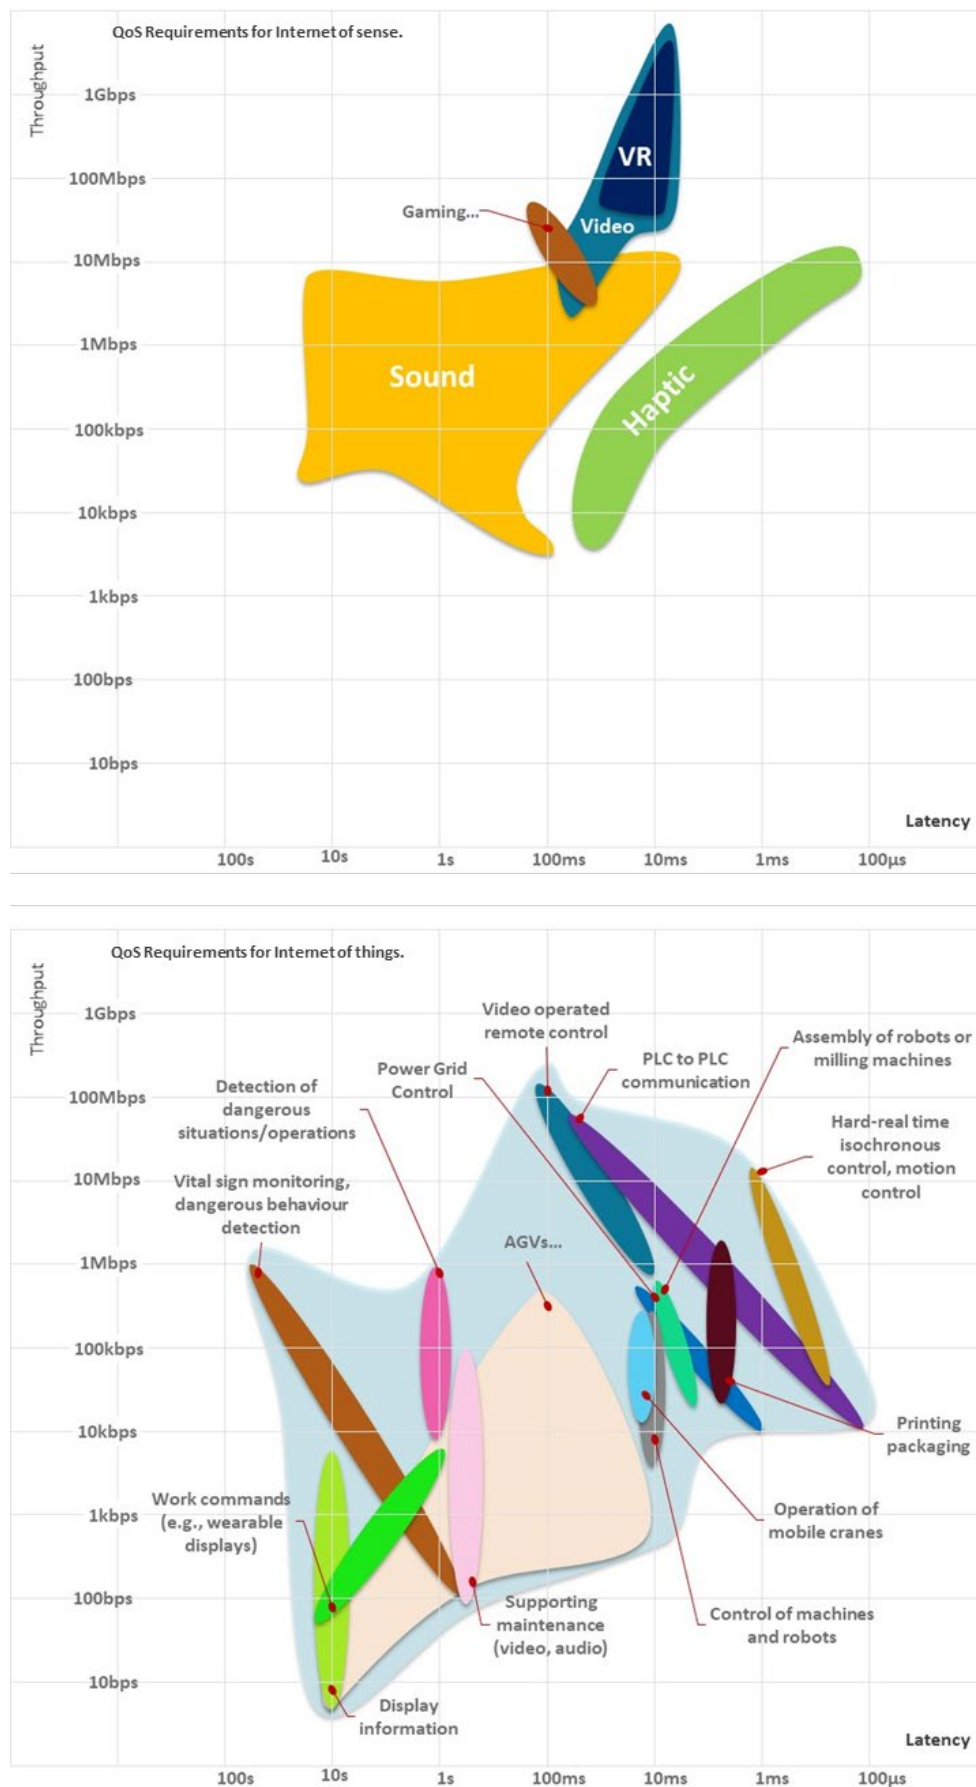 QoS Requirements for Internet of sense.
Throughput
1Gbps
VR
100Mbps
Gaming...
Video
10Mbps
1Mbps
Sound
Haptic
100kbps
10kbps
1kbps
100bps
10bps
Latency
100s
10s
1s
100ms
10ms
1ms
100µs
QoS Requirements for Internet of things.
Throughput
1Gbps
Video operated
remote control
Assembly of robots or
milling machines
PLC to PLC
communication
Power Grid
Control
Detection of
dangerous
situations/operations
100Mbps
Hard-real time
isochronous
control, motion
control
10Mbps
Vital sign monitoring,
dangerous behaviour
detection
AGVs...
1Mbps
100kbps
10kbps
Printing
packaging
Work commands
(e.g., wearable
displays)
1kbps
Operation of
mobile cranes
100bps
Supporting
maintenance
(video, audio)
Control of machines
and robots
10bps
Display
information
Latency
100s
10s
1s
100ms
10ms
1ms
100µs